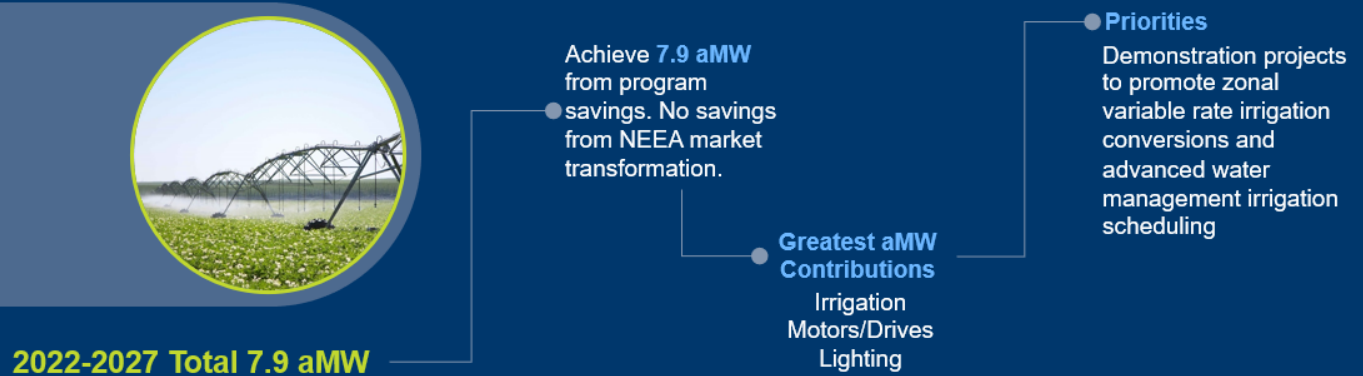 2022-2027 Total 7.9 aMW
Achieve 7.9 aMW
from program
savings. No savings
from NEEA market
transformation.
Greatest aMW
Contributions
Irrigation
Motors/Drives
Lighting
Priorities
Demonstration projects
to promote zonal
variable rate irrigation
conversions and
advanced water
management irrigation
scheduling